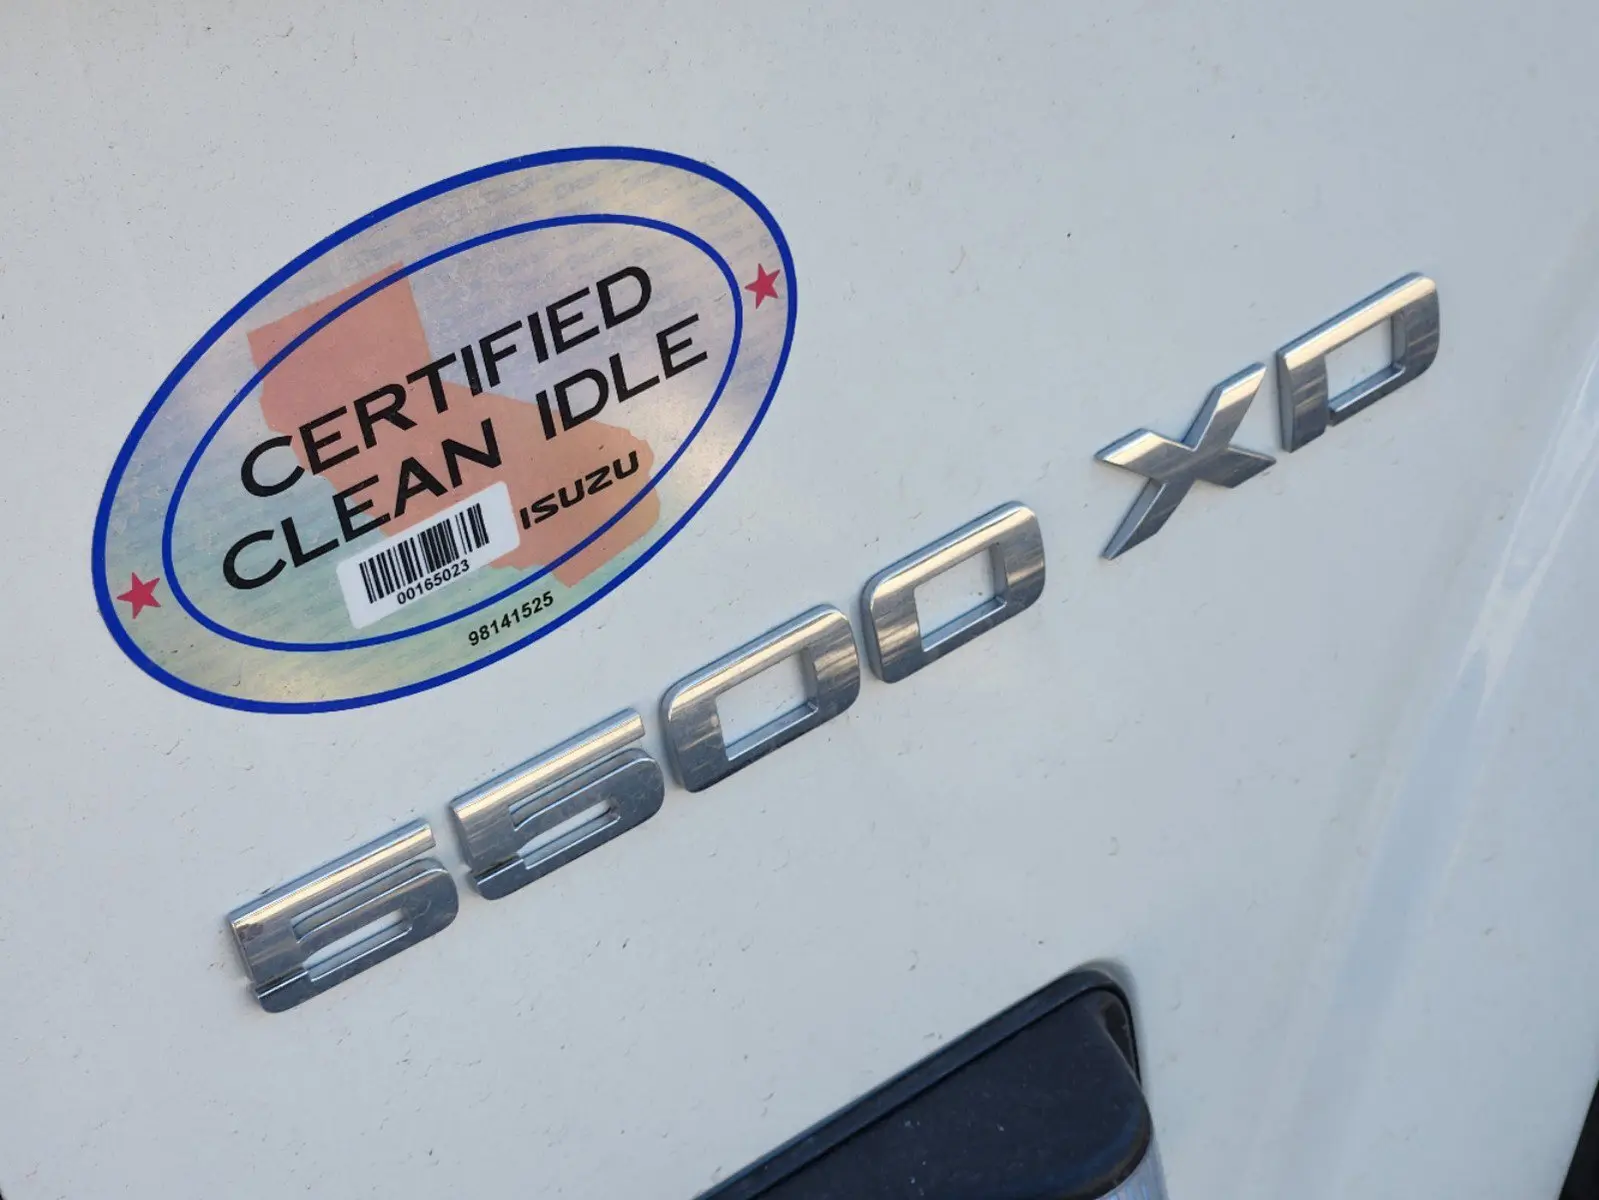 CERTIFIED
CLEAN IDLE
ISUZU
00165023
98141525
5500 XD